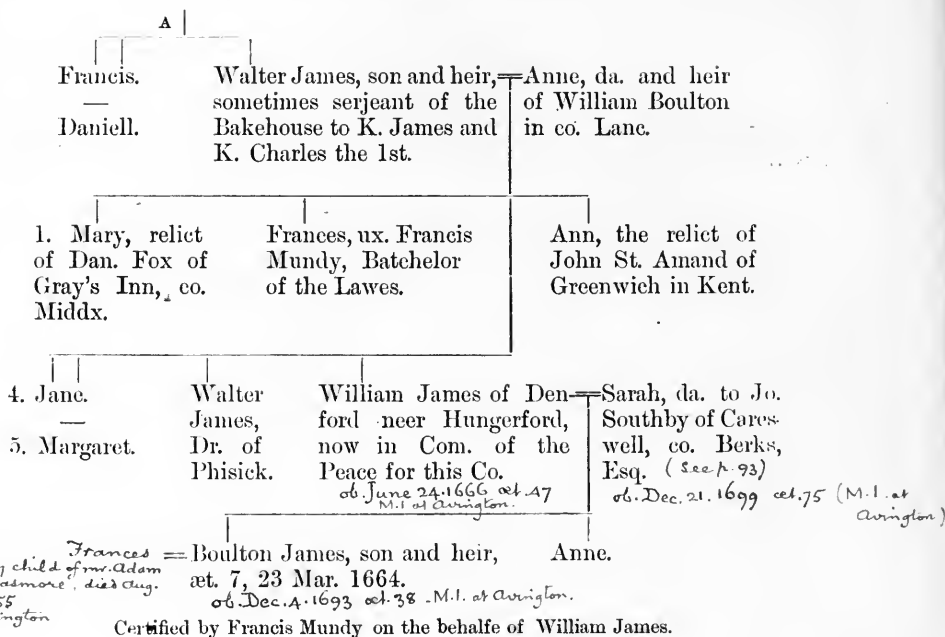 A
Francis.
—
Daniell.
Walter James, son and heir,
sometimes serjeant of the
Bakehouse to K. James and
K. Charles the 1st.
Anne, da. and heir
of William Boulton
in co. Lanc.
1. Mary, relict
of Dan. Fox of
Gray's Inn, co.
Middx.
Frances, ux. Francis
Mundy, Batchelor
of the Lawes.
Ann, the relict of
John St. Amand of
Greenwich in Kent.
4. Jane.
—
5. Margaret.
Walter
James,
Dr. of
Phisick.
William James of Den-
ford neer Hungerford,
now in Com. of the
Peace for this Co.
ob. June 24. 1666 æt. 47
M.I. at Avington.
Sarah, da. to Jo.
Southby of Cares-
well, co. Berks,
Esq. (See p. 93)
ob. Dec. 21. 1699 æt. 75 (M.I. at
Avington)
Frances
child of mr. Adam
died Aug.
55
ington
= Boulton James, son and heir,
æt. 7, 23 Mar. 1664.
ob. Dec. 4. 1693 æt. 38 - M.I. at Avington.
Anne.
Certified by Francis Mundy on the behalfe of William James.